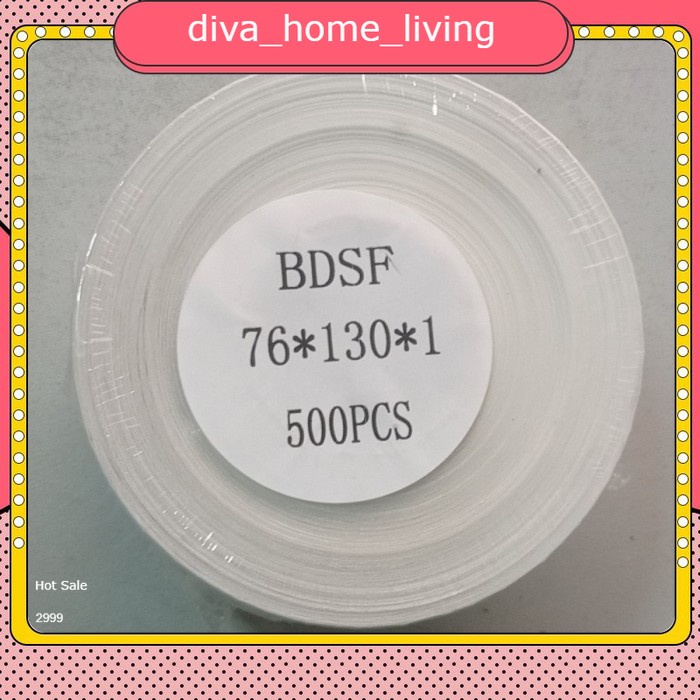 diva_home_living
BDSF
76*130*1
500PCS
Hot Sale
2999